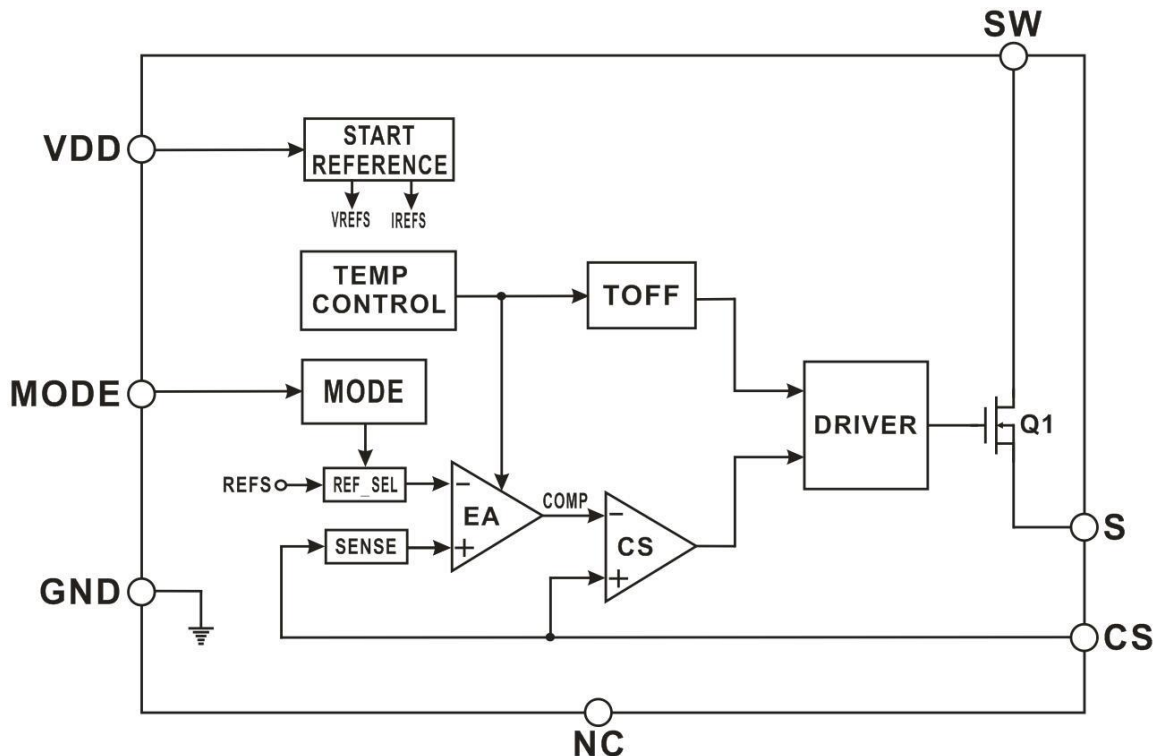 SW
VDD
START
REFERENCE
VREFS IREFS
TEMP
CONTROL
TOFF
MODE
MODE
DRIVER
Q1
REFS
REF_SEL
−
EA
COMP
−
SENSE
+
CS
S
+
GND
CS
NC